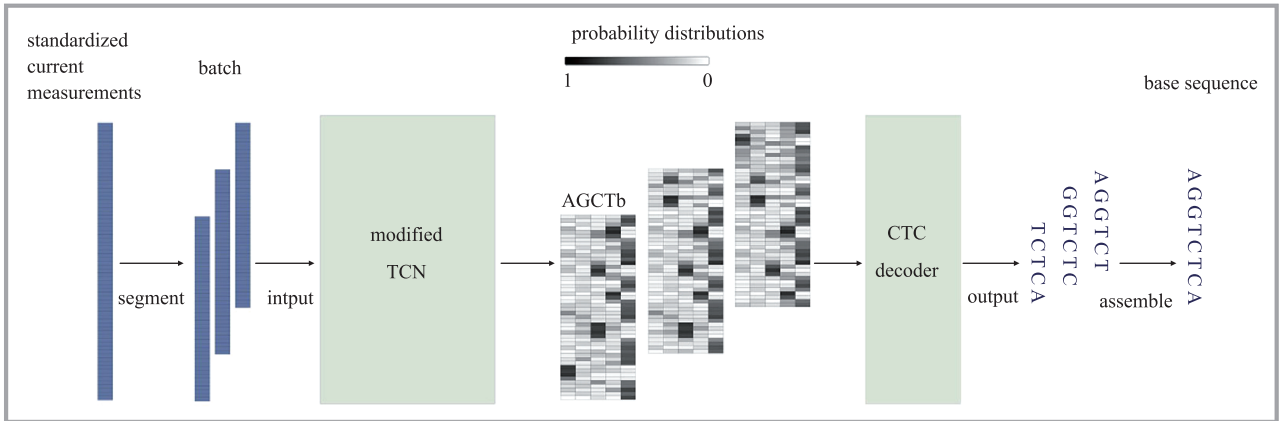 standardized
current
measurements
batch
probability distributions
1
0
base sequence
segment
intput
modified
TCN
AGCTb
CTC
decoder
output
TCTCA
GGTCTC
AGGTCT
assemble
AGGTCTCA